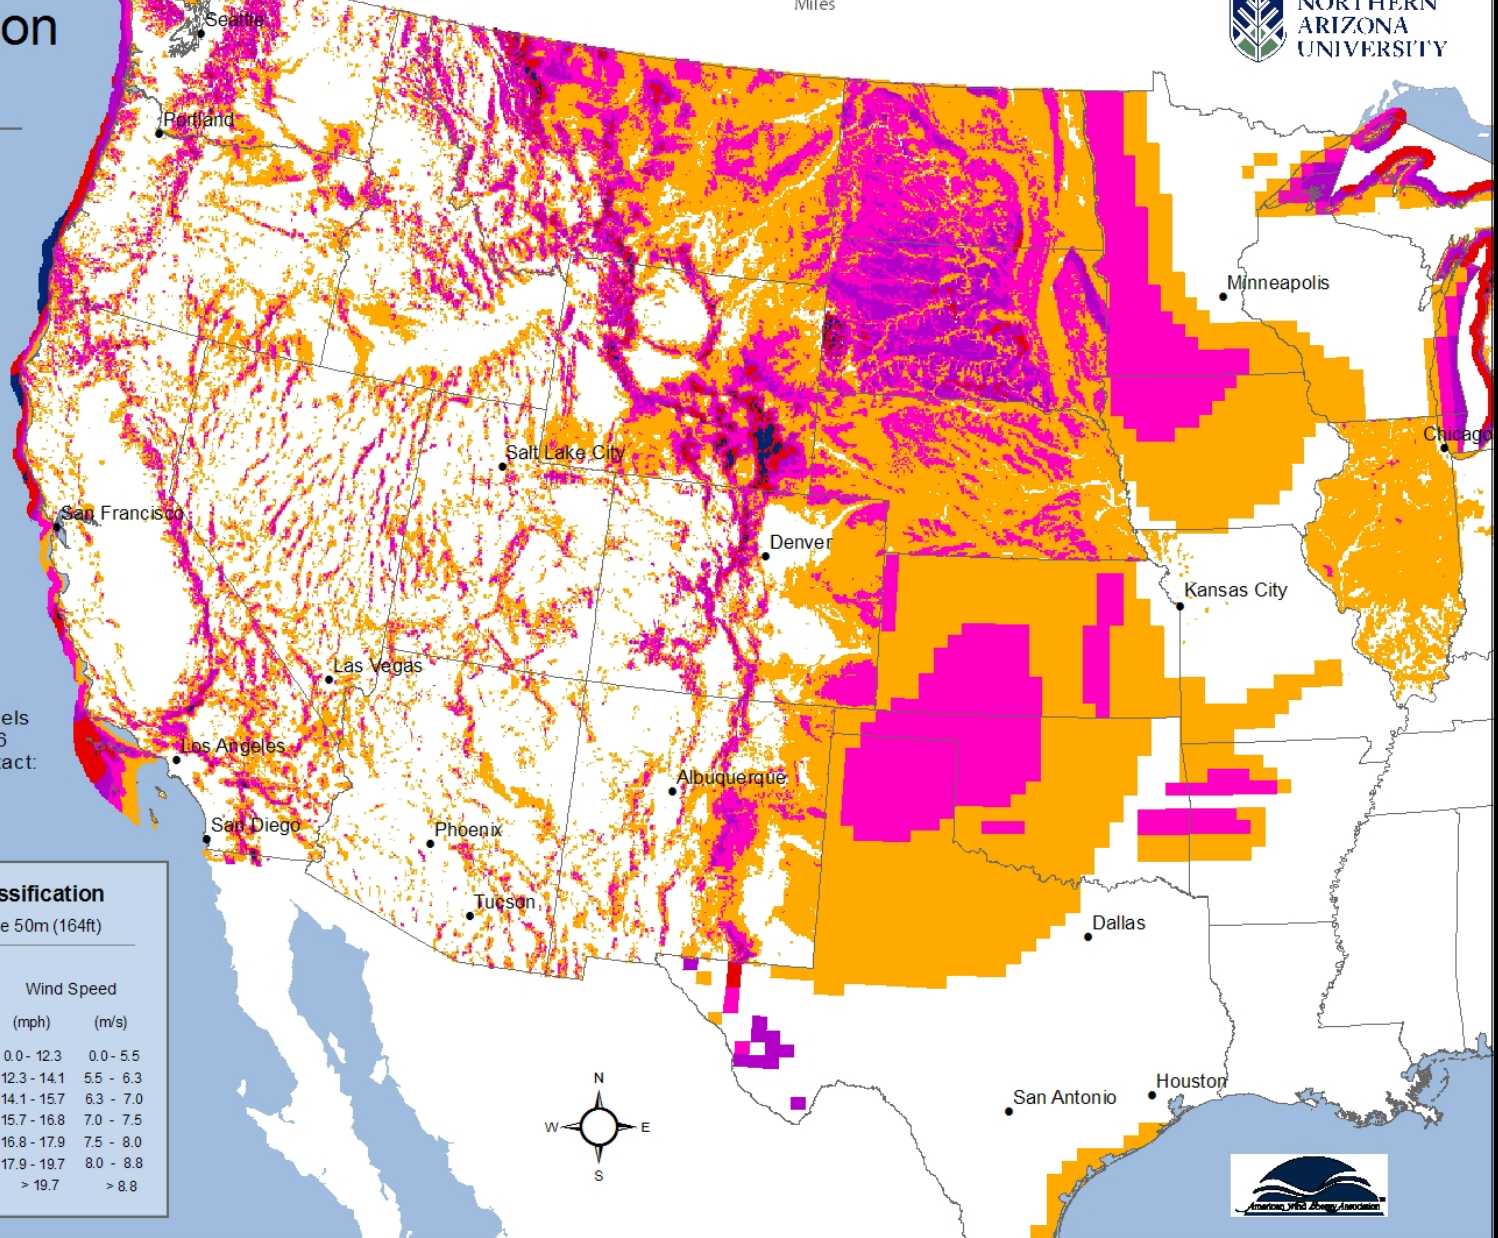 on
Miles
NORTHERN
ARIZONA
UNIVERSITY
Seattle
Portland
Minneapolis
Chicago
Salt Lake City
San Francisco
Denver
Kansas City
Las Vegas
els
6
act:
Los Angeles
Albuquerque
San Diego
Phoenix
Tucson
Dallas
ssification
e 50m (164ft)
Wind Speed
(mph) (m/s)
0.0 - 12.3 0.0 - 5.5
12.3 - 14.1 5.5 - 6.3
14.1 - 15.7 6.3 - 7.0
15.7 - 16.8 7.0 - 7.5
16.8 - 17.9 7.5 - 8.0
17.9 - 19.7 8.0 - 8.8
> 19.7 > 8.8
N
W E
S
San Antonio
Houston
American Wind Energy Association